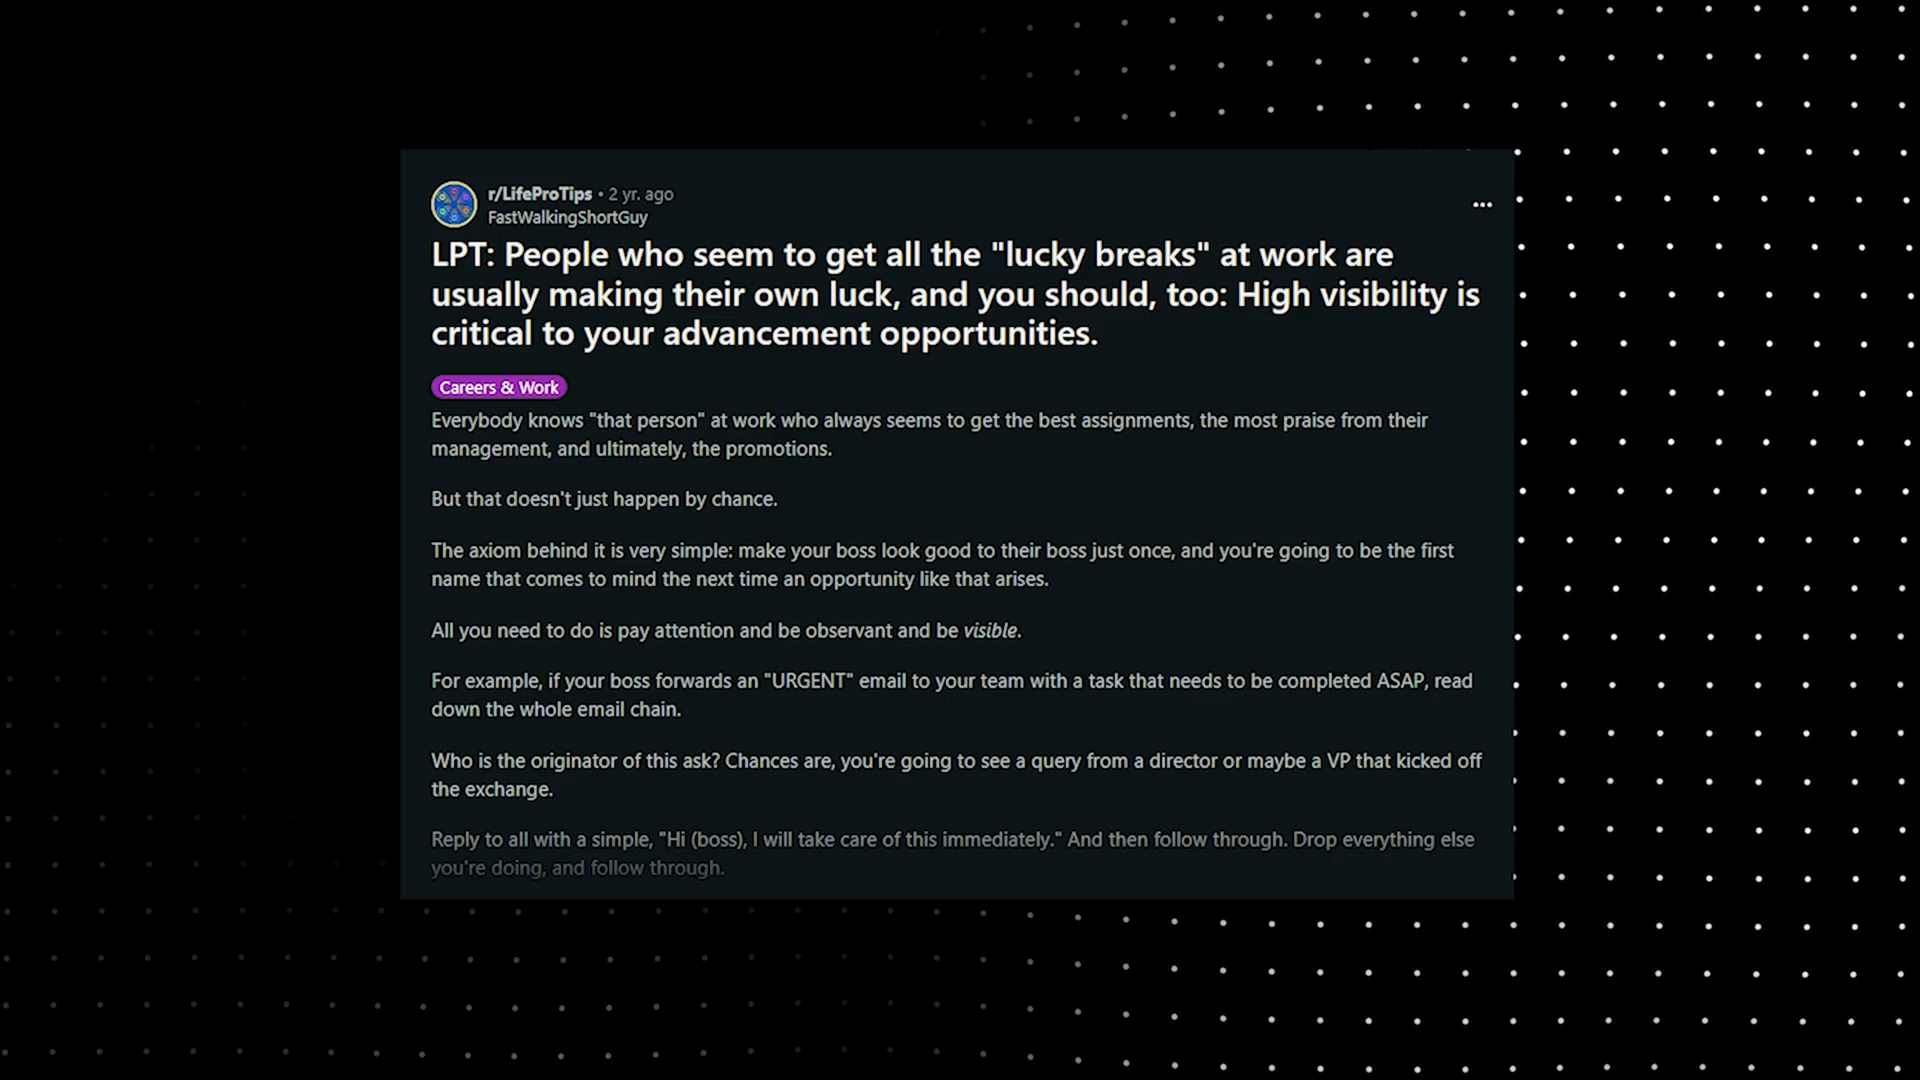 r/LifeProTips • 2 yr. ago
FastWalkingShortGuy
LPT: People who seem to get all the "lucky breaks" at work are
usually making their own luck, and you should, too: High visibility is
critical to your advancement opportunities.
Careers & Work
Everybody knows "that person" at work who always seems to get the best assignments, the most praise from their
management, and ultimately, the promotions.
But that doesn't just happen by chance.
The axiom behind it is very simple: make your boss look good to their boss just once, and you're going to be the first
name that comes to mind the next time an opportunity like that arises.
All you need to do is pay attention and be observant and be visible.
For example, if your boss forwards an "URGENT" email to your team with a task that needs to be completed ASAP, read
down the whole email chain.
Who is the originator of this ask? Chances are, you're going to see a query from a director or maybe a VP that kicked off
the exchange.
Reply to all with a simple, "Hi (boss), I will take care of this immediately." And then follow through. Drop everything else
you're doing, and follow through.